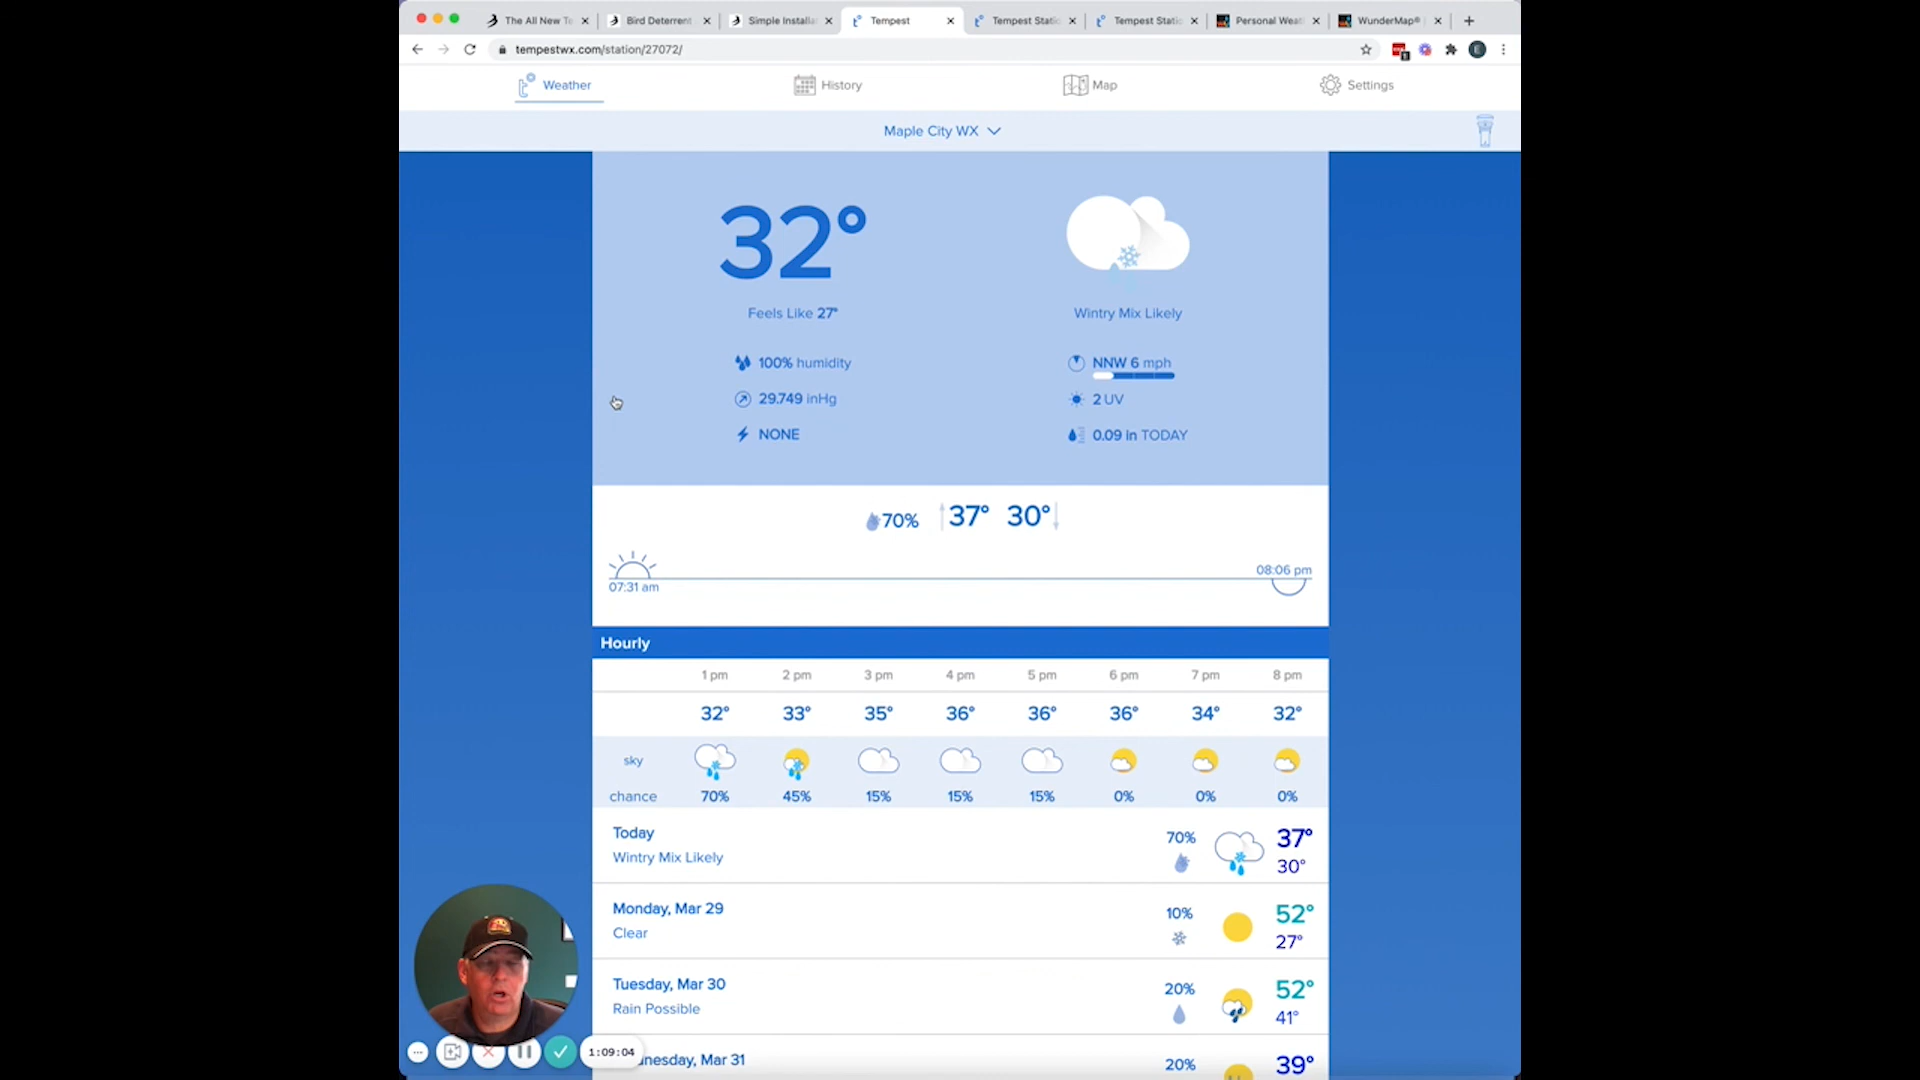 The All New Te
Bird Deterrent
Simple Installa
Tempest
Tempest Static
Tempest Static
Personal Weat
WunderMap®
tempestwx.com/station/27072/
Weather
History
Map
Settings
Maple City WX
32°
Feels Like 27°
Wintry Mix Likely
100% humidity
NNW 6 mph
29.749 inHg
2 UV
NONE
0.09 in TODAY
70% 37° 30°
07:31 am
08:06 pm
Hourly
1 pm 2 pm 3 pm 4 pm 5 pm 6 pm 7 pm 8 pm
32° 33° 35° 36° 36° 36° 34° 32°
sky
chance 70% 45% 15% 15% 15% 0% 0% 0%
Today
Wintry Mix Likely
70%
37°
30°
Monday, Mar 29
Clear
10%
52°
27°
Tuesday, Mar 30
Rain Possible
20%
52°
41°
nesday, Mar 31
20%
39°
1:09:04